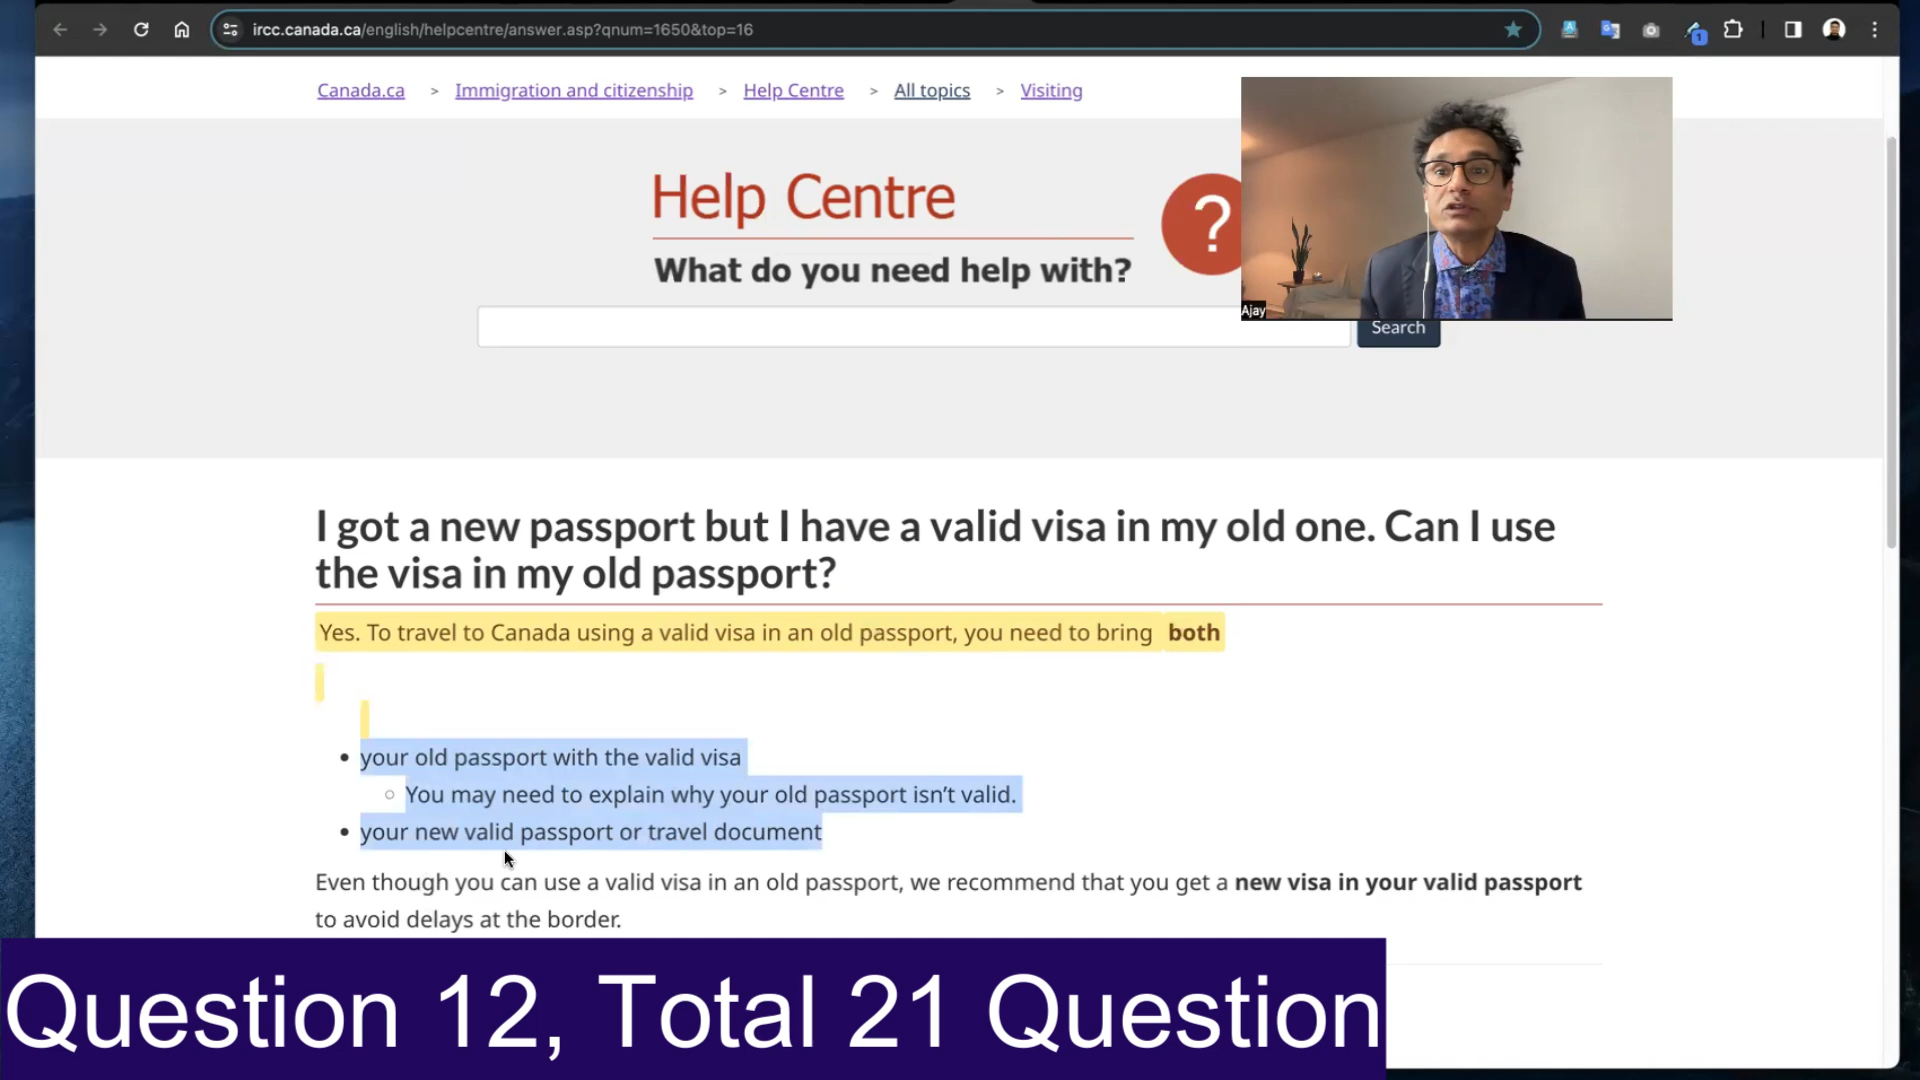 ircc.canada.ca/english/helpcentre/answer.asp?qnum=1650&top=16
1
Canada.ca > Immigration and citizenship > Help Centre > All topics > Visiting
Help Centre
?
What do you need help with?
Ajay
Search
I got a new passport but I have a valid visa in my old one. Can I use
the visa in my old passport?
Yes. To travel to Canada using a valid visa in an old passport, you need to bring both
• your old passport with the valid visa
○ You may need to explain why your old passport isn’t valid.
• your new valid passport or travel document
Even though you can use a valid visa in an old passport, we recommend that you get a new visa in your valid passport
to avoid delays at the border.
Question 12, Total 21 Question